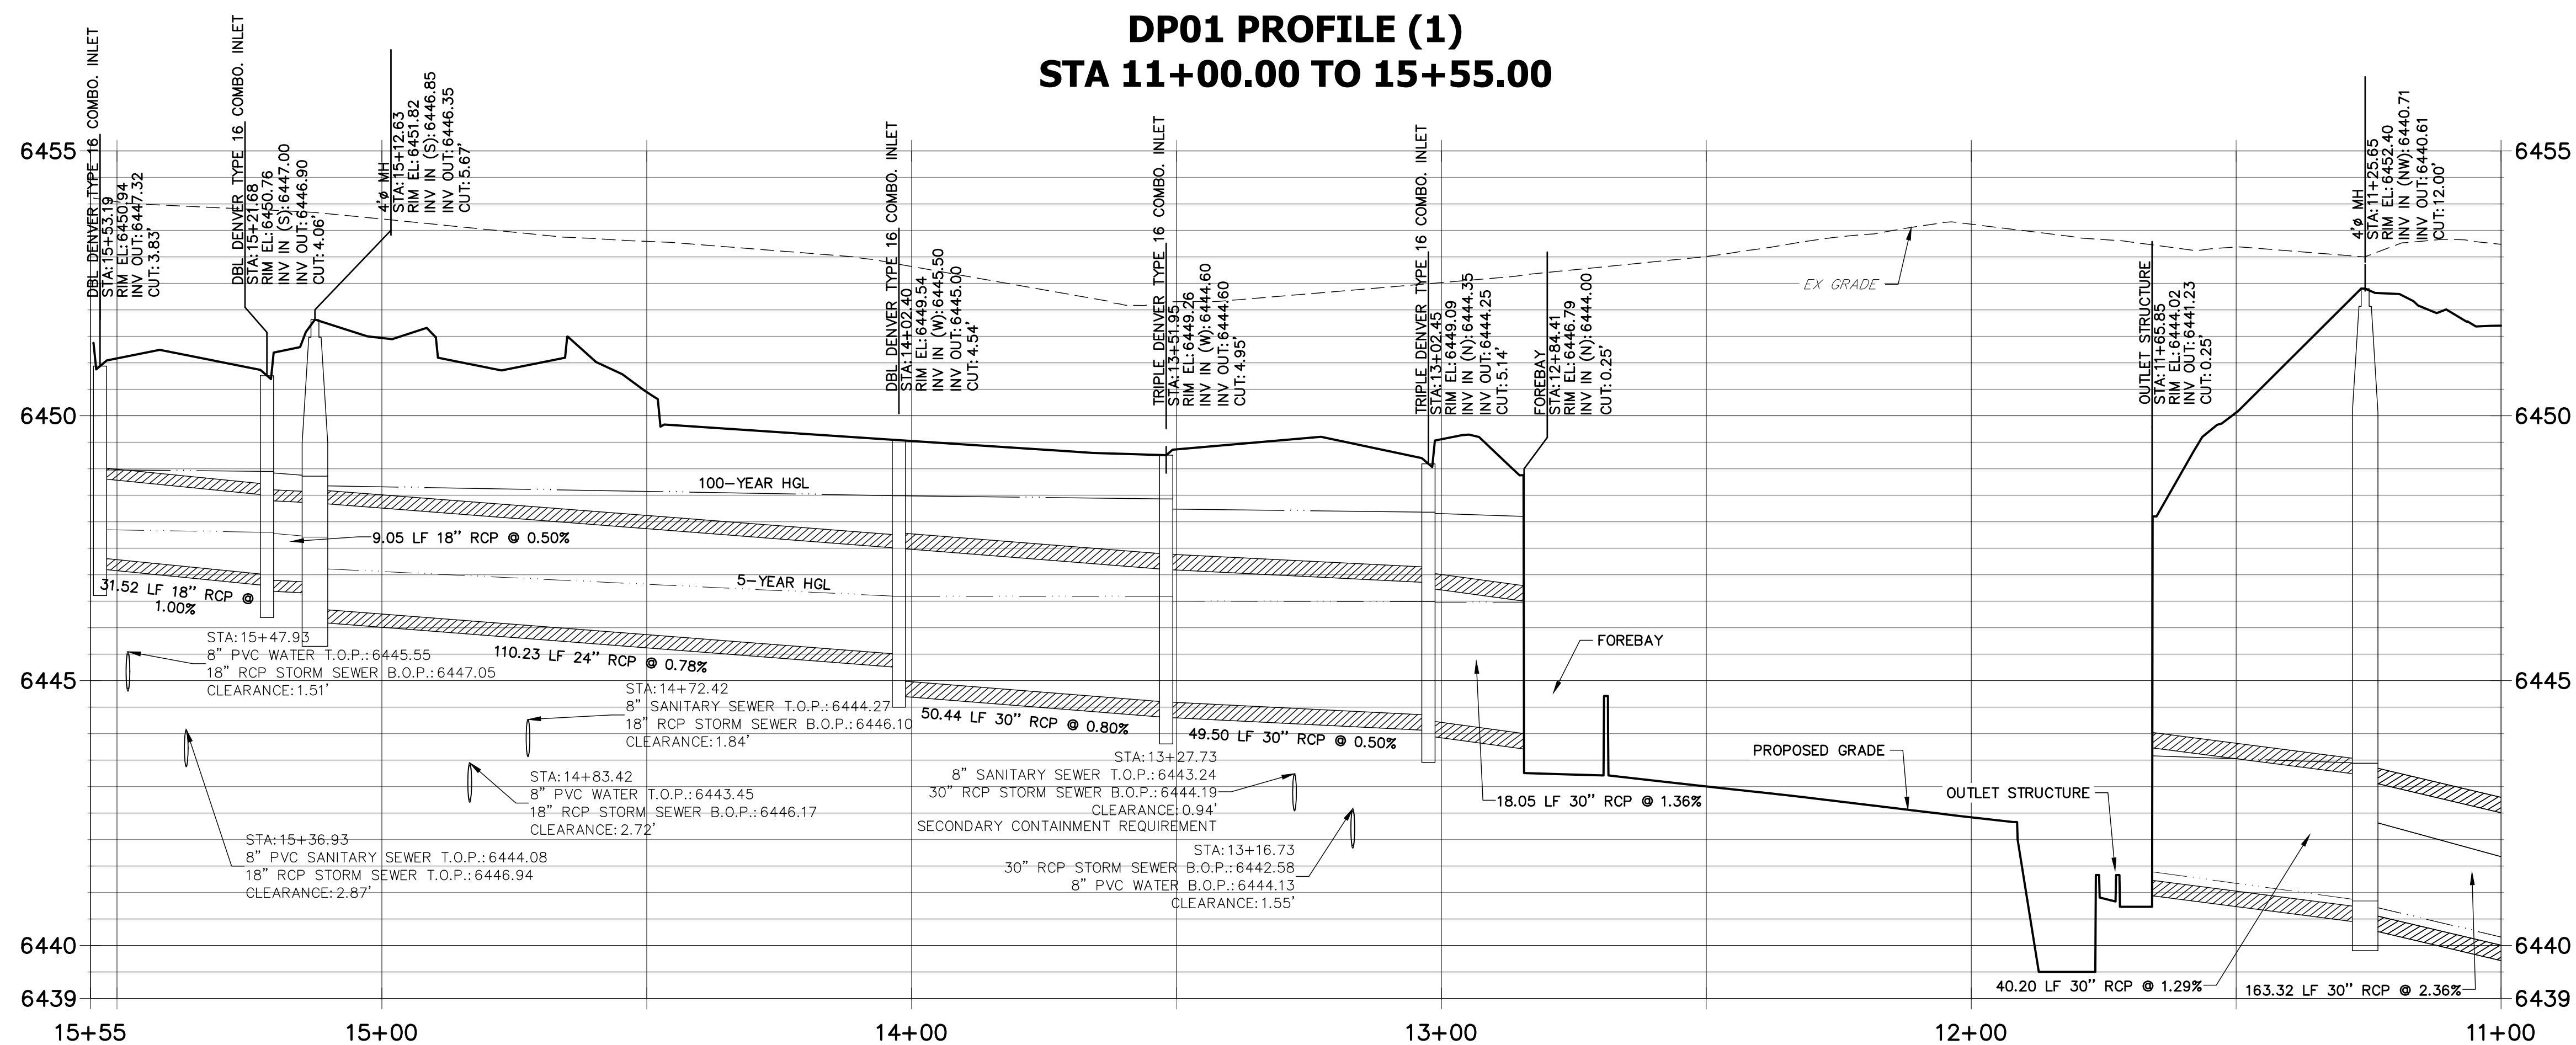 DP01 PROFILE (1)
STA 11+00.00 TO 15+55.00
DBL DENVER TYPE 16 COMBO. INLET
STA:15+53.19
RIM EL:6450.94
INV OUT:6447.32
CUT:3.83'
DBL DENVER TYPE 16 COMBO. INLET
STA:15+21.68
RIM EL:6450.76
INV IN (S):6447.00
INV OUT:6446.90
CUT:4.06'
4'ø MH
STA:15+12.63
RIM EL:6451.82
INV IN (S):6446.85
INV OUT:6446.35
CUT:5.67'
DBL DENVER TYPE 16 COMBO. INLET
STA:14+02.40
RIM EL:6449.54
INV IN (W):6445.50
INV OUT:6445.00
CUT:4.54'
TRIPLE DENVER TYPE 16 COMBO. INLET
STA:13+51.95
RIM EL:6449.26
INV IN (W):6444.60
INV OUT:6444.60
CUT:4.95'
TRIPLE DENVER TYPE 16 COMBO. INLET
STA:13+02.45
RIM EL:6449.09
INV IN (N):6444.35
INV OUT:6444.25
CUT:5.14'
FOREBAY
STA:12+84.41
RIM EL:6446.79
INV IN (N):6444.00
CUT:0.25'
OUTLET STRUCTURE
STA:11+65.85
RIM EL:6444.02
INV OUT:6441.23
CUT:0.25'
4'ø MH
STA:11+25.65
RIM EL:6452.40
INV IN (NW):6440.71
INV OUT:6440.61
CUT:12.00'
6455
6455
EX GRADE
6450
6450
100-YEAR HGL
9.05 LF 18" RCP @ 0.50%
5-YEAR HGL
31.52 LF 18" RCP @
1.00%
STA:15+47.93
8" PVC WATER T.O.P.:6445.55
18" RCP STORM SEWER B.O.P.:6447.05
CLEARANCE:1.51'
110.23 LF 24" RCP @ 0.78%
FOREBAY
6445
6445
STA:14+72.42
8" SANITARY SEWER T.O.P.:6444.27
18" RCP STORM SEWER B.O.P.:6446.10
CLEARANCE:1.84'
50.44 LF 30" RCP @ 0.80%
49.50 LF 30" RCP @ 0.50%
PROPOSED GRADE
STA:13+27.73
8" SANITARY SEWER T.O.P.:6443.24
30" RCP STORM SEWER B.O.P.:6444.19
CLEARANCE:0.94'
SECONDARY CONTAINMENT REQUIREMENT
STA:14+83.42
8" PVC WATER T.O.P.:6443.45
18" RCP STORM SEWER B.O.P.:6446.17
CLEARANCE:2.72'
18.05 LF 30" RCP @ 1.36%
OUTLET STRUCTURE
STA:15+36.93
8" PVC SANITARY SEWER T.O.P.:6444.08
18" RCP STORM SEWER T.O.P.:6446.94
CLEARANCE:2.87'
STA:13+16.73
30" RCP STORM SEWER B.O.P.:6442.58
8" PVC WATER B.O.P.:6444.13
CLEARANCE:1.55'
6440
6440
40.20 LF 30" RCP @ 1.29%
163.32 LF 30" RCP @ 2.36%
6439
6439
15+55
15+00
14+00
13+00
12+00
11+00